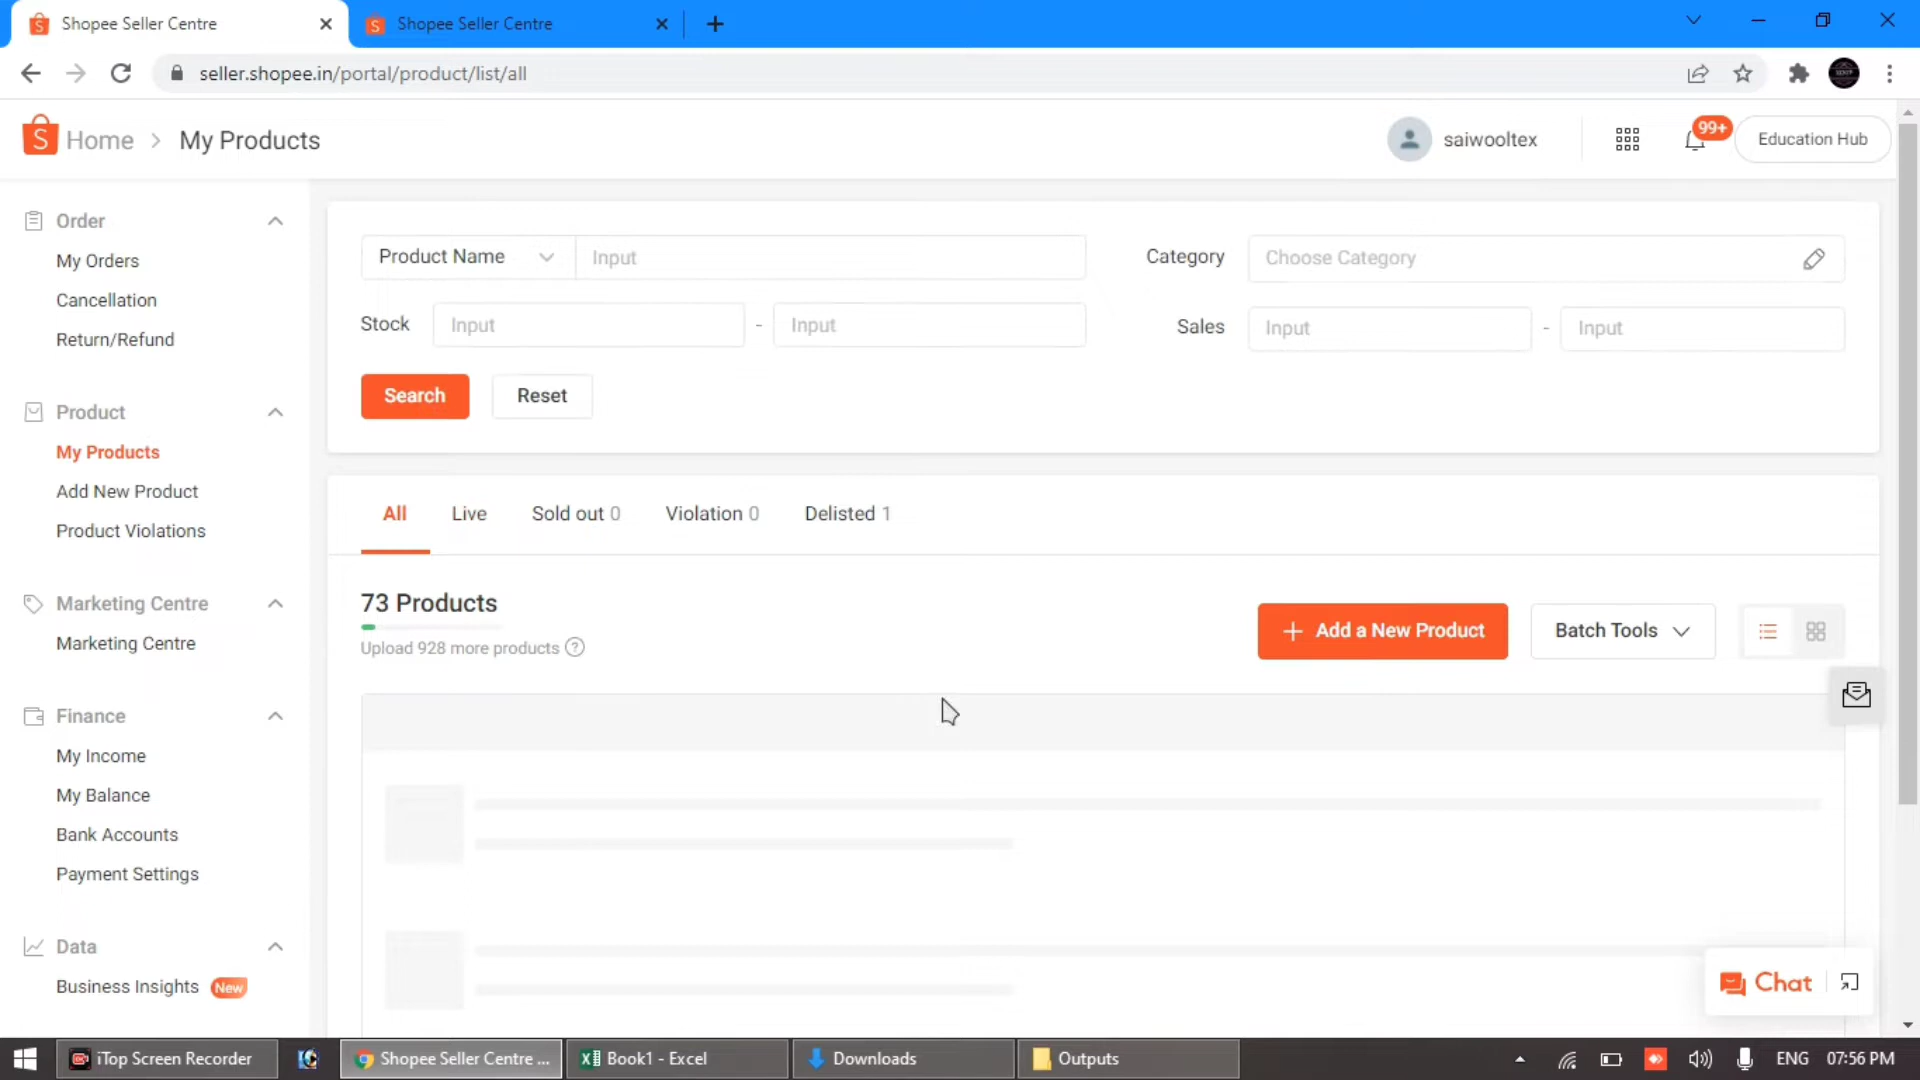 Shopee Seller Centre
Shopee Seller Centre
seller.shopee.in/portal/product/list/all
Home > My Products
saiwooltex
99+
Education Hub
Order
My Orders
Cancellation
Return/Refund
Product
My Products
Add New Product
Product Violations
Marketing Centre
Marketing Centre
Finance
My Income
My Balance
Bank Accounts
Payment Settings
Data
Business Insights New
Product Name Input
Category Choose Category
Stock Input - Input
Sales Input - Input
Search Reset
All Live Sold out 0 Violation 0 Delisted 1
73 Products
Upload 928 more products ?
+ Add a New Product
Batch Tools
Chat
iTop Screen Recorder
Shopee Seller Centre ...
Book1 - Excel
Downloads
Outputs
ENG 07:56 PM